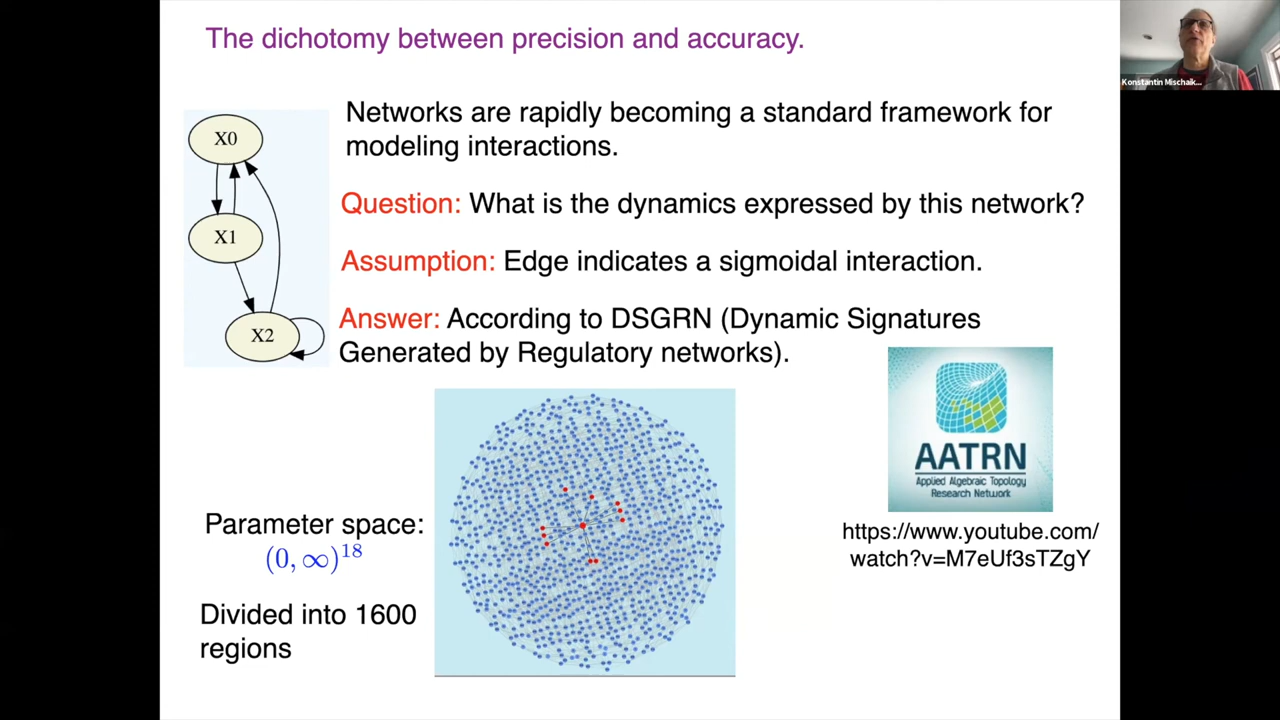 The dichotomy between precision and accuracy.
Konstantin Mischaik...
X0
X1
X2
Networks are rapidly becoming a standard framework for
modeling interactions.
Question: What is the dynamics expressed by this network?
Assumption: Edge indicates a sigmoidal interaction.
Answer: According to DSGRN (Dynamic Signatures
Generated by Regulatory networks).
AATRN
Applied Algebraic Topology
Research Network
https://www.youtube.com/
watch?v=M7eUf3sTZgY
Parameter space:
(0, ∞)^18
Divided into 1600
regions